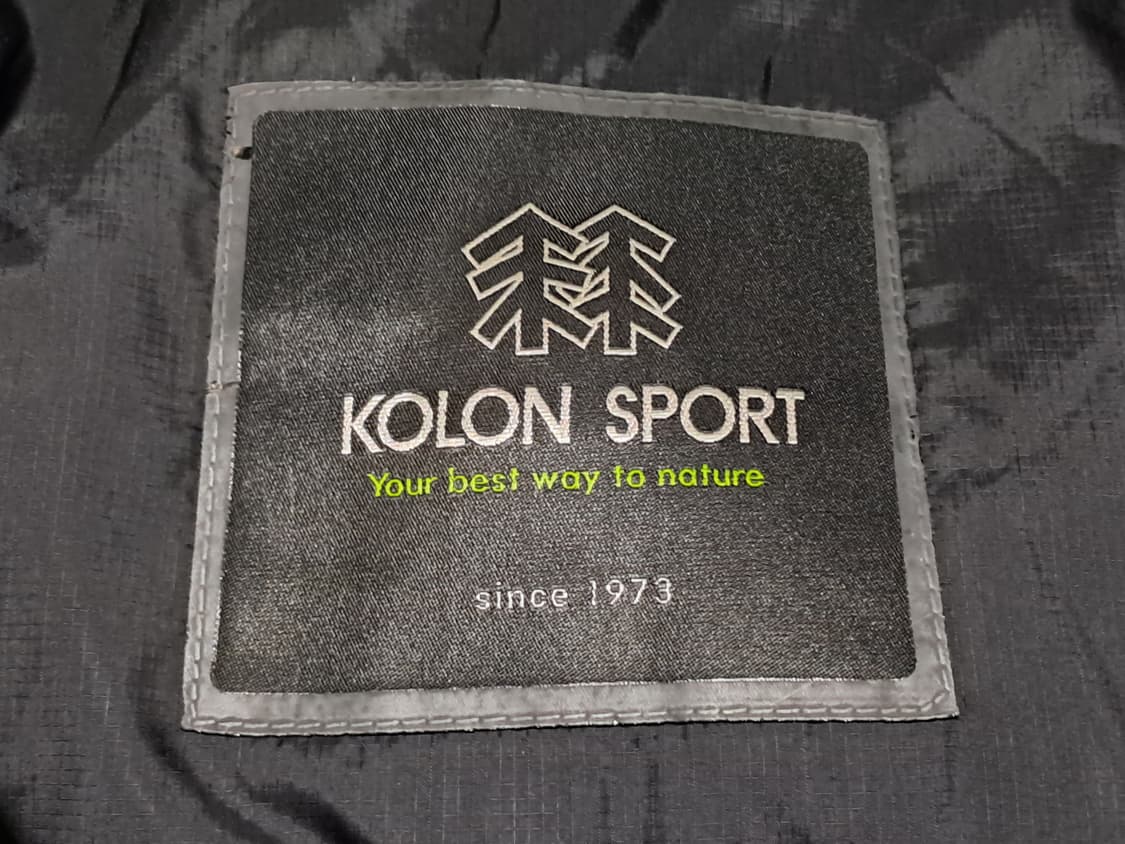 KOLON SPORT
Your best way to nature
since 1973